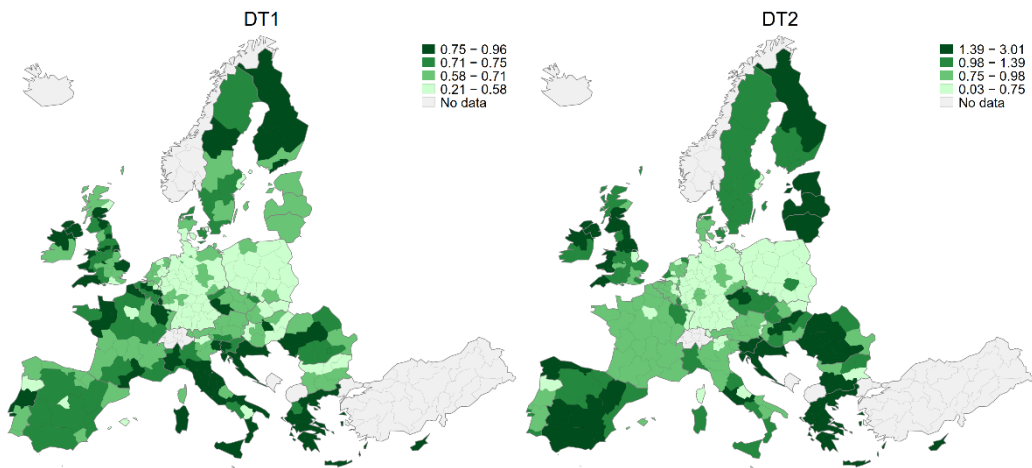 DT1
0.75 – 0.96
0.71 – 0.75
0.58 – 0.71
0.21 – 0.58
No data
DT2
1.39 – 3.01
0.98 – 1.39
0.75 – 0.98
0.03 – 0.75
No data